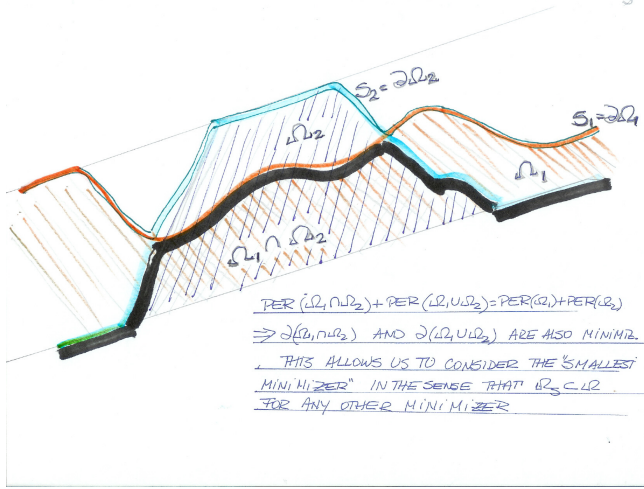 S₂=∂Ω₂
S₁=∂Ω₁
Ω₂
Ω₁
Ω₁∩Ω₂
PER(Ω₁∩Ω₂)+PER(Ω₁∪Ω₂)=PER(Ω₁)+PER(Ω₂)
⇒ ∂(Ω₁∩Ω₂) AND ∂(Ω₁∪Ω₂) ARE ALSO MINIMIZ.
. THIS ALLOWS US TO CONSIDER THE "SMALLEST
MINIMIZER" IN THE SENSE THAT Ωₛ⊂Ω
FOR ANY OTHER MINIMIZER